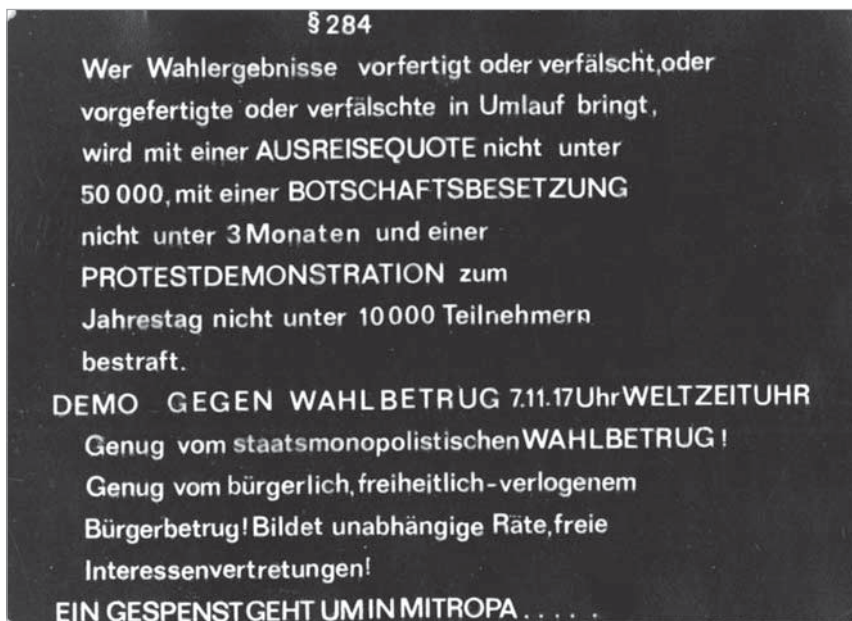 § 284
Wer Wahlergebnisse vorfertigt oder verfälscht, oder
vorgefertigte oder verfälschte in Umlauf bringt,
wird mit einer AUSREISEQUOTE nicht unter
50 000, mit einer BOTSCHAFTSBESETZUNG
nicht unter 3 Monaten und einer
PROTESTDEMONSTRATION zum
Jahrestag nicht unter 10 000 Teilnehmern
bestraft.
DEMO GEGEN WAHLBETRUG 7.11. 17 Uhr WELTZEITUHR
Genug vom staatsmonopolistischen WAHLBETRUG!
Genug vom bürgerlich, freiheitlich-verlogenem
Bürgerbetrug! Bildet unabhängige Räte, freie
Interessenvertretungen!
EIN GESPENST GEHT UM IN MITROPA . . . . .